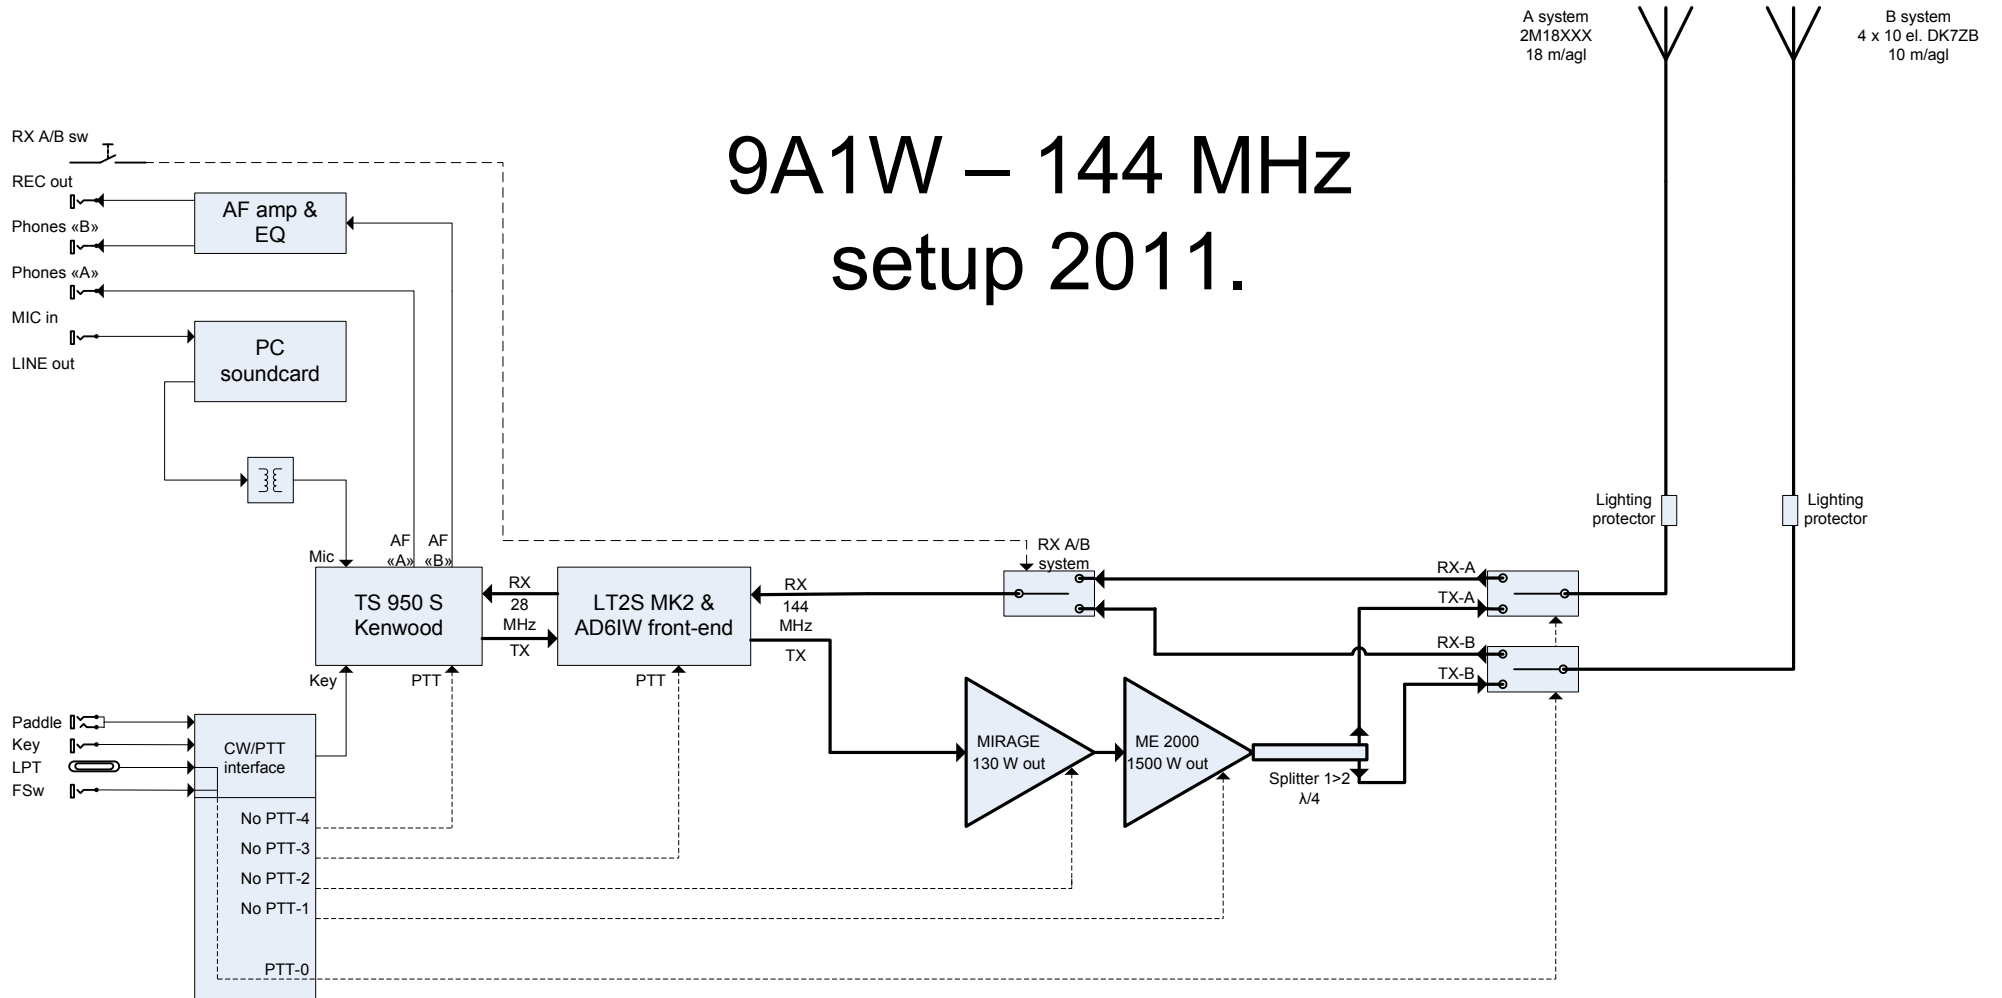 A system
2M18XXX
18 m/agl
B system
4 x 10 el. DK7ZB
10 m/agl
9A1W – 144 MHz
setup 2011.
RX A/B sw
REC out
Phones «B»
Phones «A»
MIC in
LINE out
AF amp &
EQ
PC
soundcard
Lighting
protector
Lighting
protector
Mic
AF
«A»
AF
«B»
TS 950 S
Kenwood
Key
PTT
RX
28
MHz
TX
LT2S MK2 &
AD6IW front-end
PTT
RX
144
MHz
TX
RX A/B
system
RX-A
TX-A
RX-B
TX-B
MIRAGE
130 W out
ME 2000
1500 W out
Splitter 1>2
λ/4
Paddle
Key
LPT
FSw
CW/PTT
interface
No PTT-4
No PTT-3
No PTT-2
No PTT-1
PTT-0